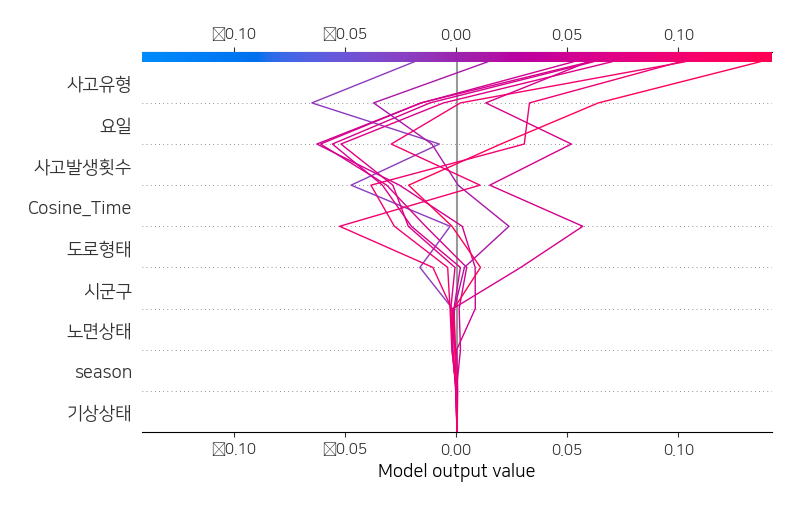 0.10 0.05 0.00 0.05 0.10
사고유형
요일
사고발생횟수
Cosine_Time
도로형태
시군구
노면상태
season
기상상태
0.10 0.05 0.00 0.05 0.10
Model output value